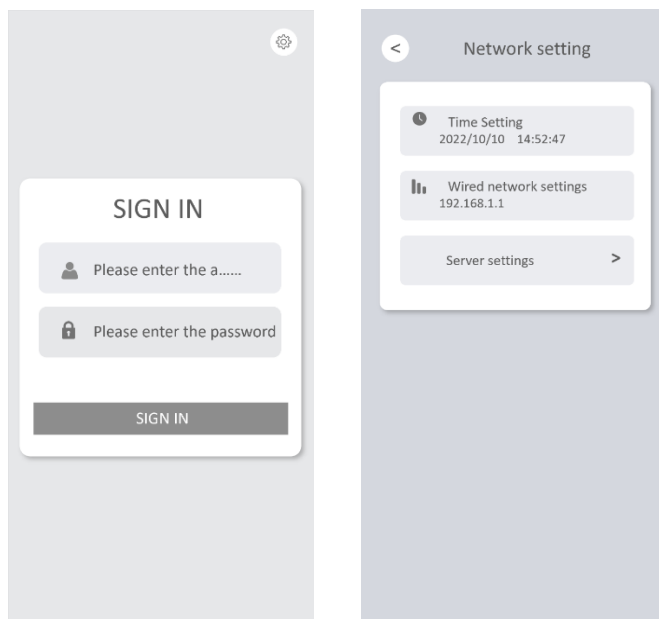 SIGN IN
Please enter the a......
Please enter the password
SIGN IN
< Network setting
Time Setting
2022/10/10 14:52:47
Wired network settings
192.168.1.1
Server settings >